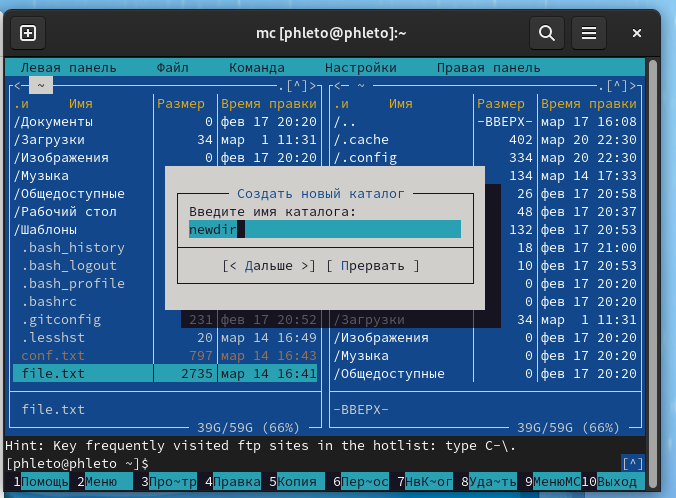 mc [phleto@phleto]:~
Левая панель Файл Команда Настройки Правая панель
<- ~ .[^]> <- ~ .[^]>
.и Имя Размер Время правки .и Имя Размер Время правки
/Документы 0 фев 17 20:20 /.. -ВВЕРХ- мар 17 16:08
/Загрузки 34 мар 1 11:31 /.cache 402 мар 20 22:30
/Изображения 0 фев 17 20:20 /.config 334 мар 20 22:30
/Музыка 134 мар 14 17:33
/Общедоступные 26 фев 17 20:58
/Рабочий стол 48 фев 17 20:37
/Шаблоны 132 фев 17 20:53
.bash_history 18 фев 17 21:00
.bash_logout 10 фев 17 20:53
.bash_profile 0 фев 17 20:20
.bashrc 0 фев 17 20:20
.gitconfig 231 фев 17 20:52 /Загрузки 34 мар 1 11:31
.lesshst 20 мар 14 16:49 /Изображения 0 фев 17 20:20
conf.txt 797 мар 14 16:43 /Музыка 0 фев 17 20:20
file.txt 2735 мар 14 16:41 /Общедоступные 0 фев 17 20:20
Создать новый каталог
Введите имя каталога:
newdir
[< Дальше >] [ Прервать ]
file.txt -ВВЕРХ-
39G/59G (66%) 39G/59G (66%)
Hint: Key frequently visited ftp sites in the hotlist: type C-\.
[phleto@phleto ~]$ [^]
1Помощь 2Меню 3Про~тр 4Правка 5Копия 6Пер~ос 7НвК~ог 8Уда~ть 9МенюMC 10Выход